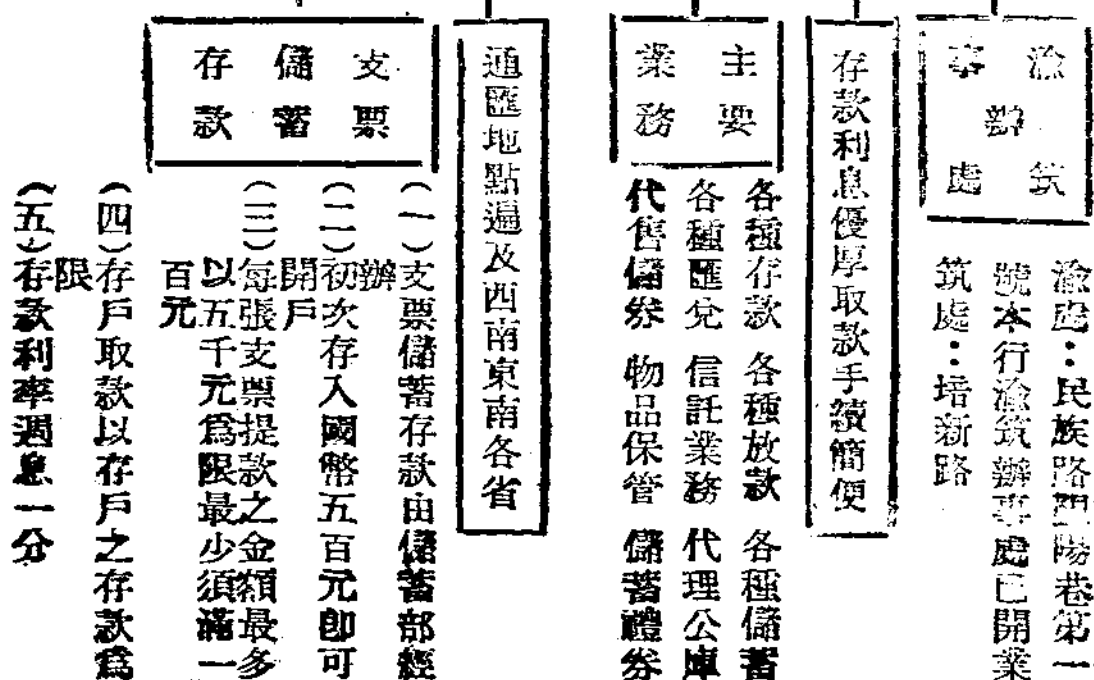 渝筑
辦
事處
渝處：民族路鄂陽巷第一
號本行渝筑辦事處已開業
筑處：培新路
存款利息優厚取款手續簡便
主要
業務
各種存款 各種放款 各種儲蓄
各種匯兌 信託業務 代理公庫
代售儲券 物品保管 儲蓄禮券
通匯地點遍及西南東南各省
支票
儲蓄
存款
（一）支票儲蓄存款由儲蓄部經
辦
（二）初次存入國幣五百元即可
開戶
（三）每張支票提款之金額最多
以五千元爲限最少須滿一
百元
（四）存戶取款以存戶之存款爲
限
（五）存款利率週息一分